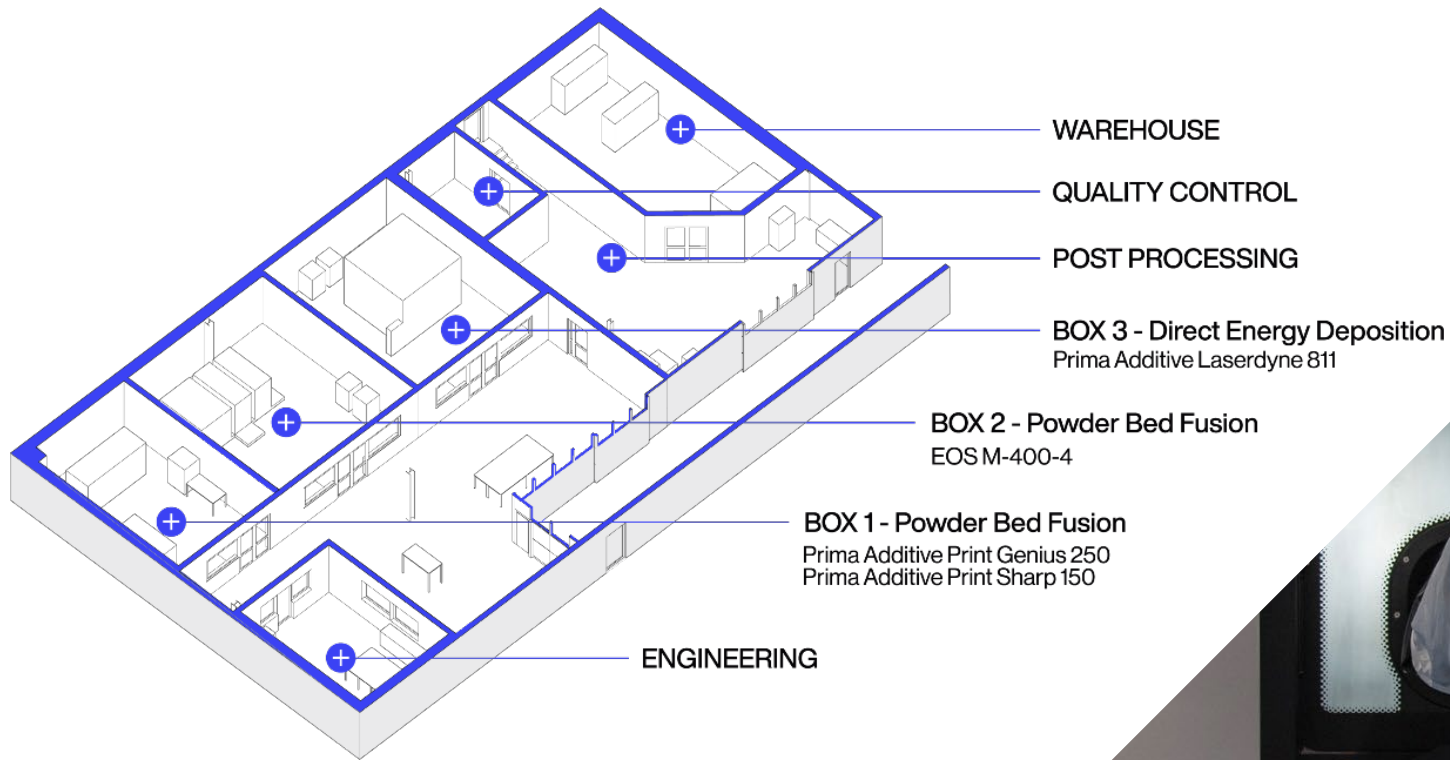 WAREHOUSE
QUALITY CONTROL
POST PROCESSING
BOX 3 - Direct Energy Deposition
Prima Additive Laserdyne 811
BOX 2 - Powder Bed Fusion
EOS M-400-4
BOX 1 - Powder Bed Fusion
Prima Additive Print Genius 250
Prima Additive Print Sharp 150
ENGINEERING